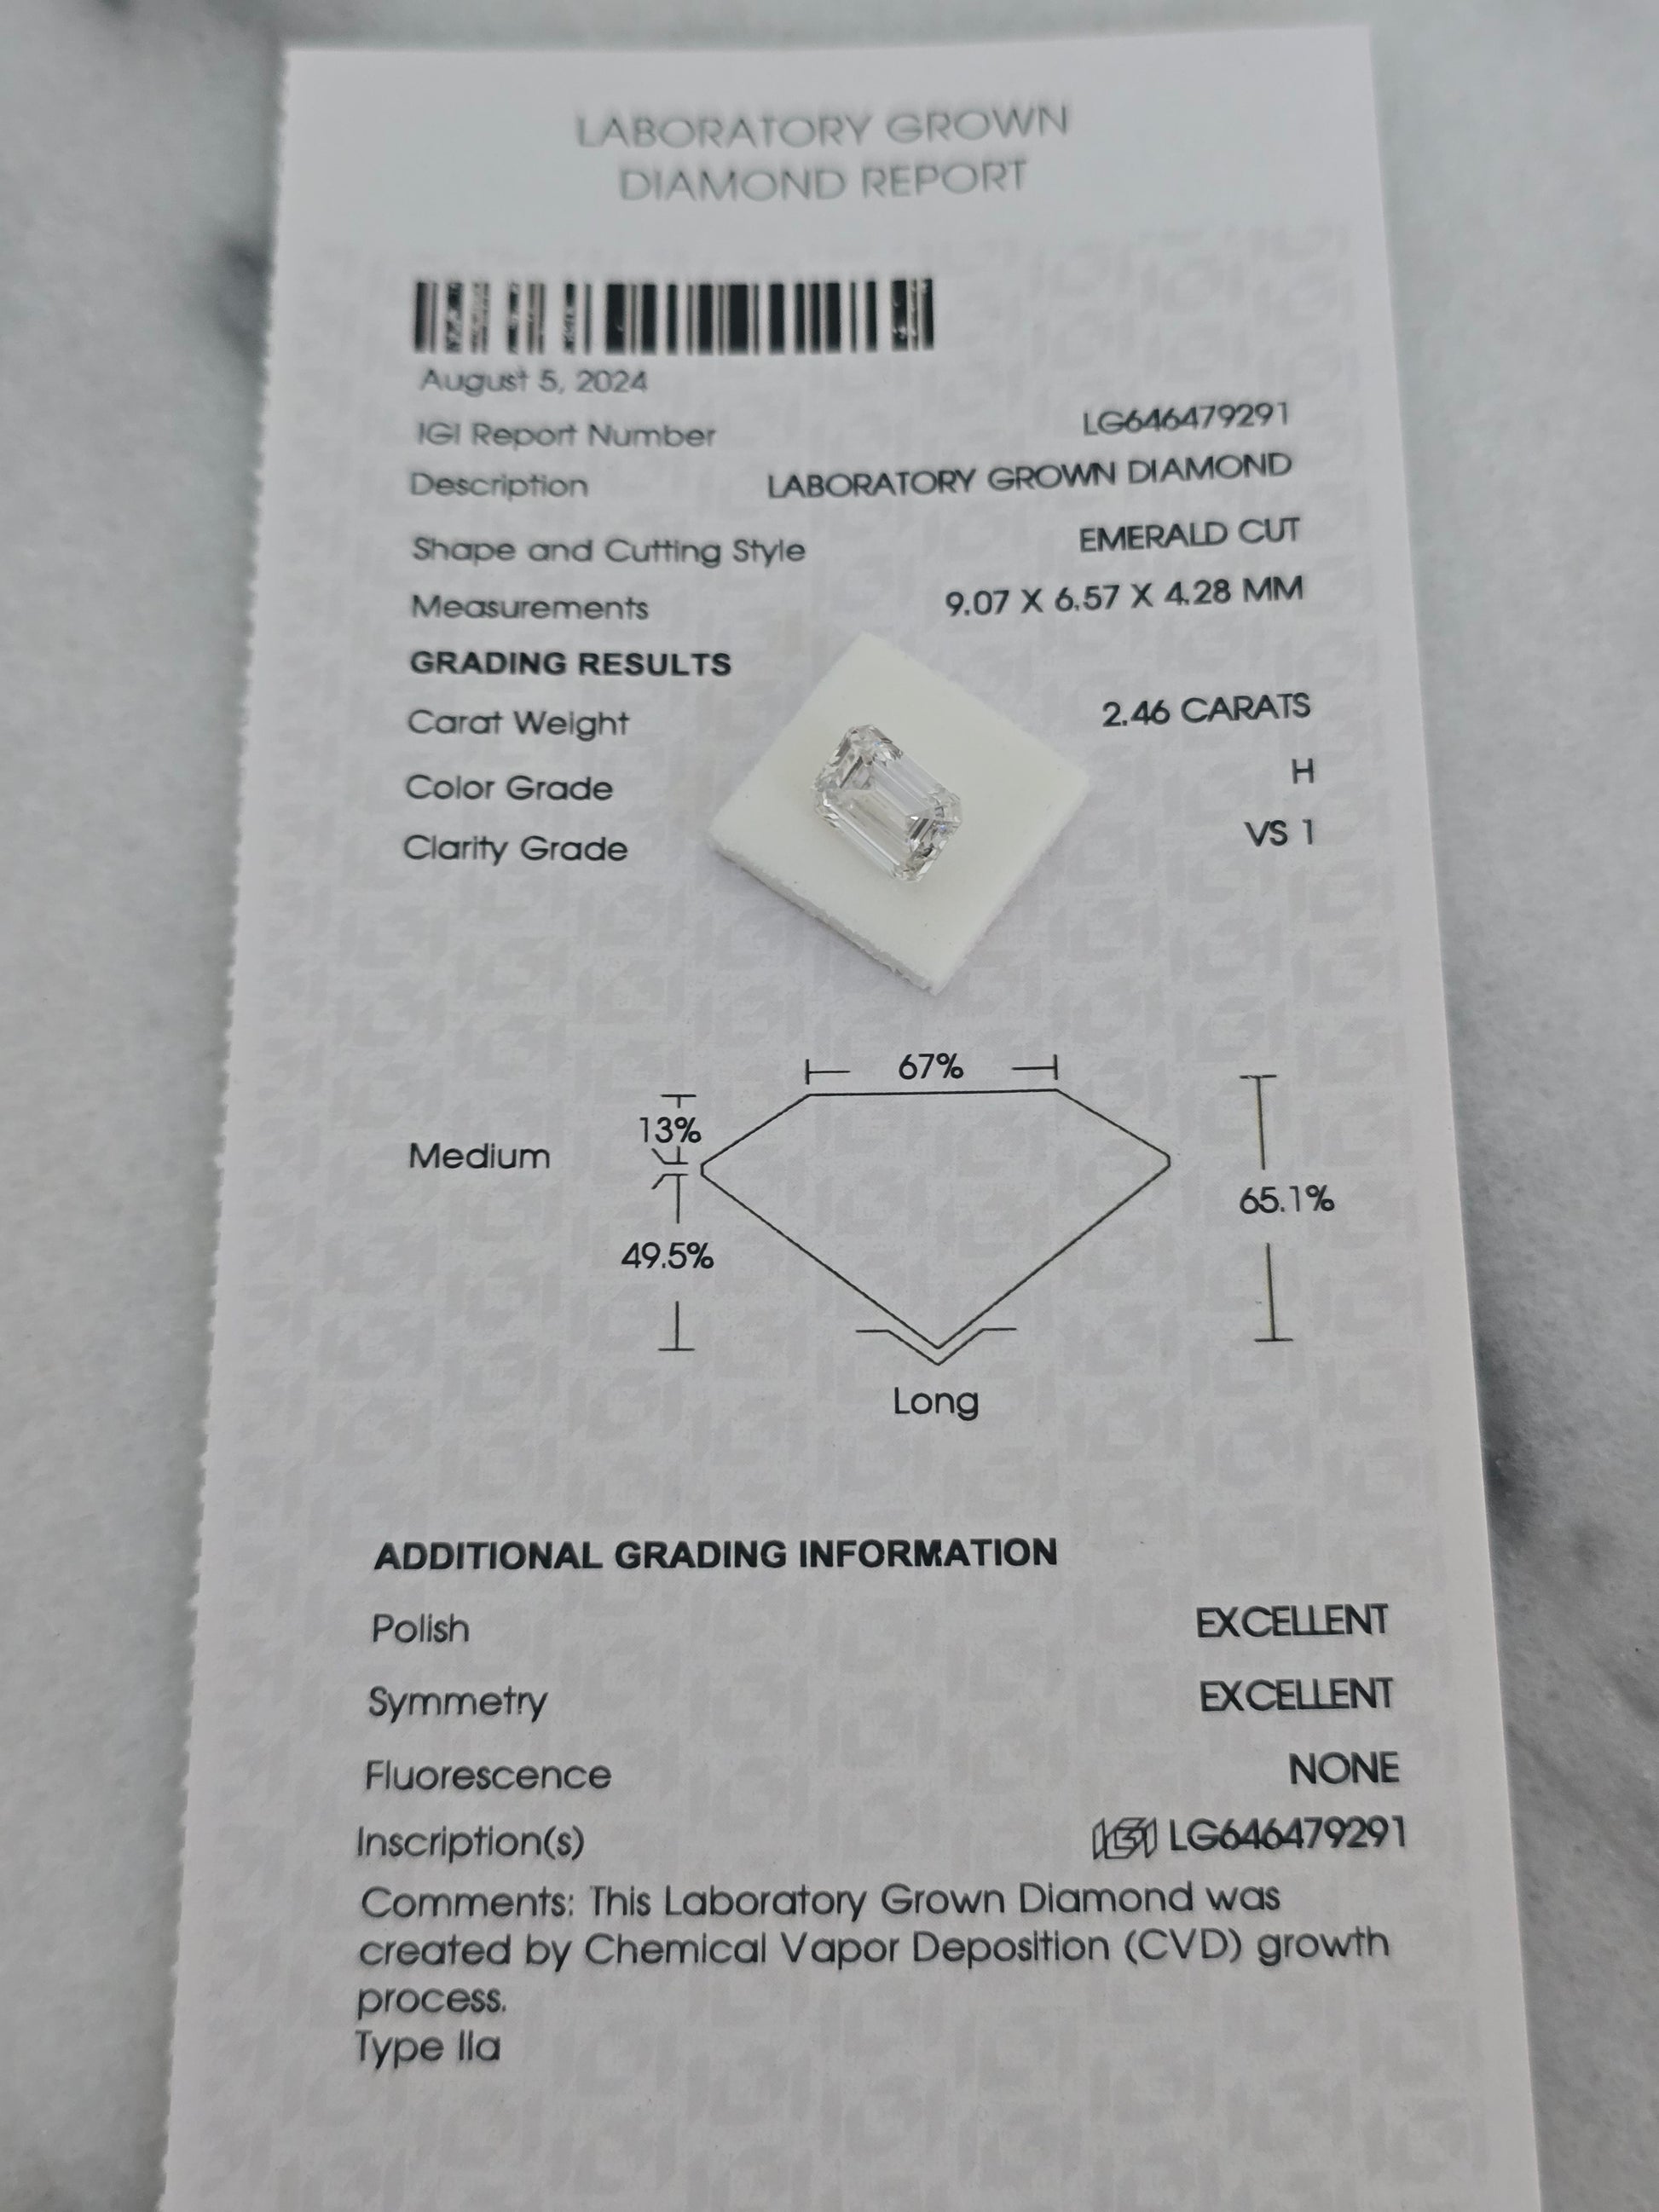 LABORATORY GROWN
DIAMOND REPORT
August 5, 2024
IGI Report Number LG646479291
Description LABORATORY GROWN DIAMOND
Shape and Cutting Style EMERALD CUT
Measurements 9.07 X 6.57 X 4.28 MM
GRADING RESULTS
Carat Weight 2.46 CARATS
Color Grade H
Clarity Grade VS 1
67%
13%
Medium
65.1%
49.5%
Long
ADDITIONAL GRADING INFORMATION
Polish EXCELLENT
Symmetry EXCELLENT
Fluorescence NONE
Inscription(s) IGI LG646479291
Comments: This Laboratory Grown Diamond was
created by Chemical Vapor Deposition (CVD) growth
process.
Type IIa